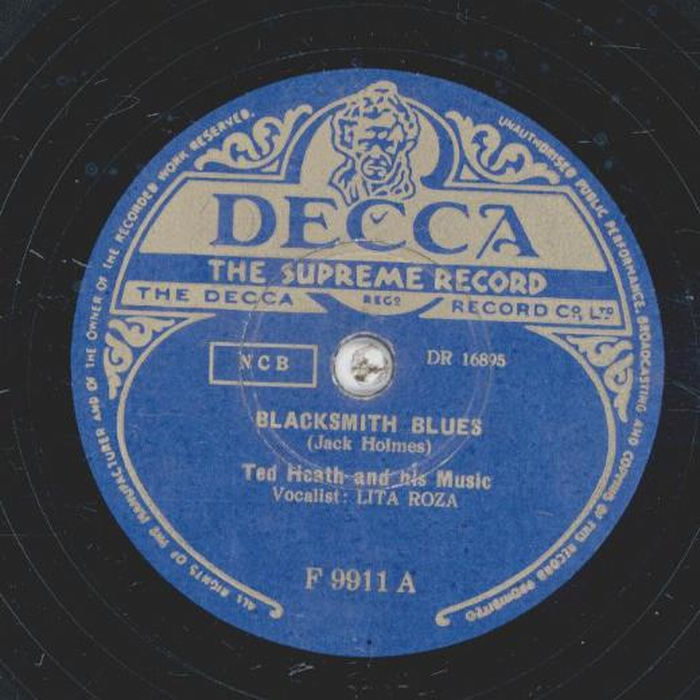 DECCA
THE SUPREME RECORD
THE DECCA REGD RECORD CO., LTD.
NCB
DR 16895
BLACKSMITH BLUES
(Jack Holmes)
Ted Heath and his Music
Vocalist: LITA ROZA
F 9911 A
ALL RIGHTS OF THE MANUFACTURER AND OF THE OWNER OF THE RECORDED WORK RESERVED.
UNAUTHORISED PUBLIC PERFORMANCE, BROADCASTING AND COPYING OF THIS RECORD PROHIBITED